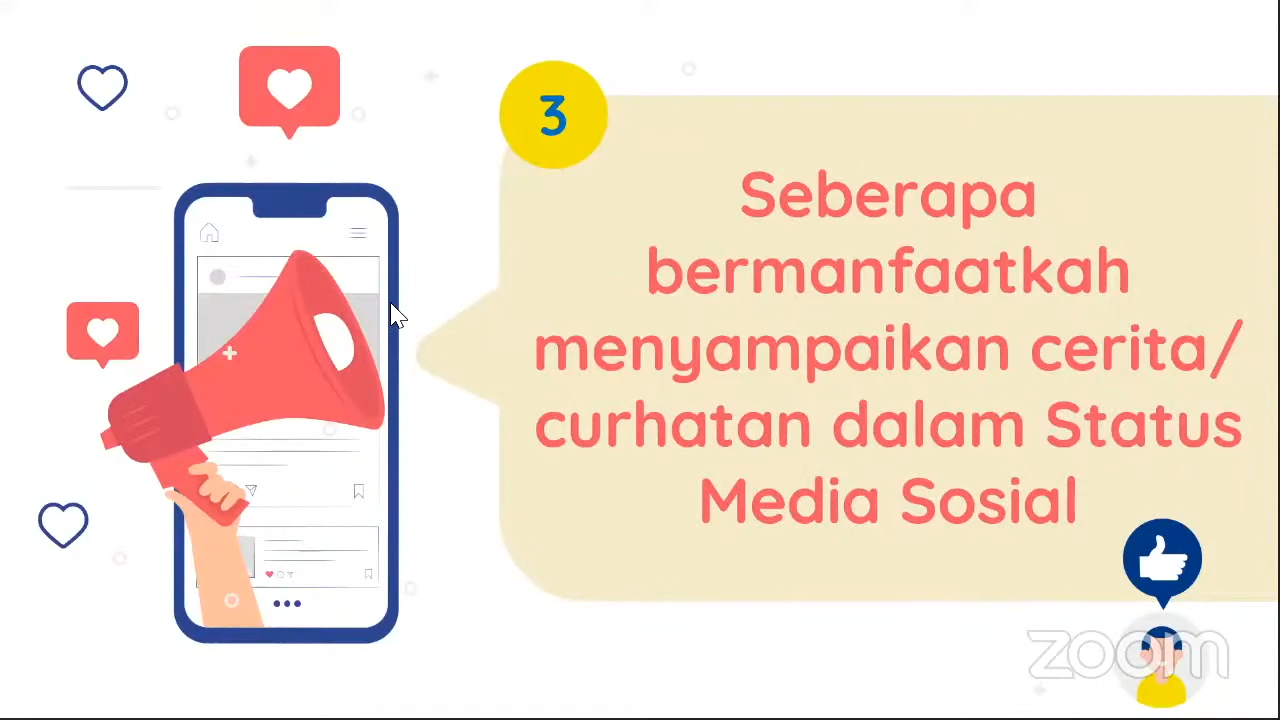 3
Seberapa
bermanfaatkah
menyampaikan cerita/
curhatan dalam Status
Media Sosial
zoom